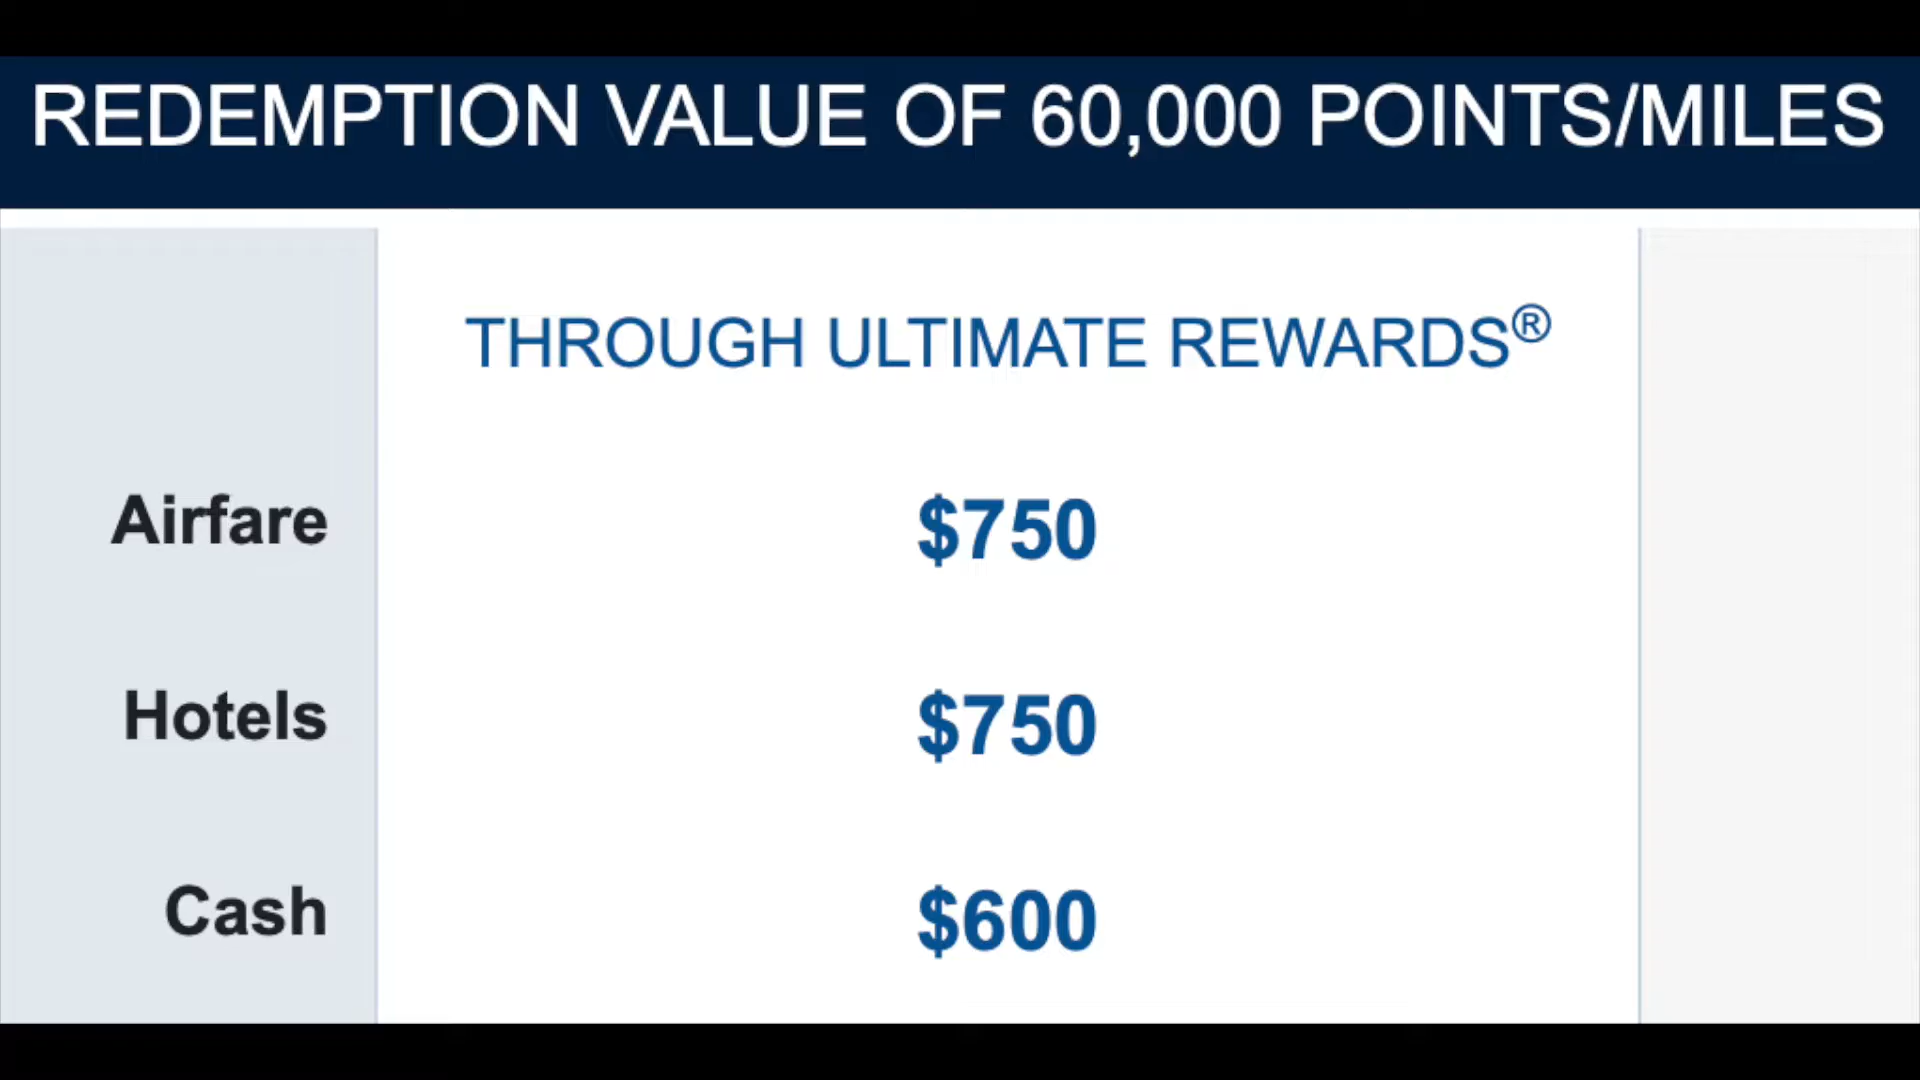 REDEMPTION VALUE OF 60,000 POINTS/MILES
THROUGH ULTIMATE REWARDS®
Airfare $750
Hotels $750
Cash $600